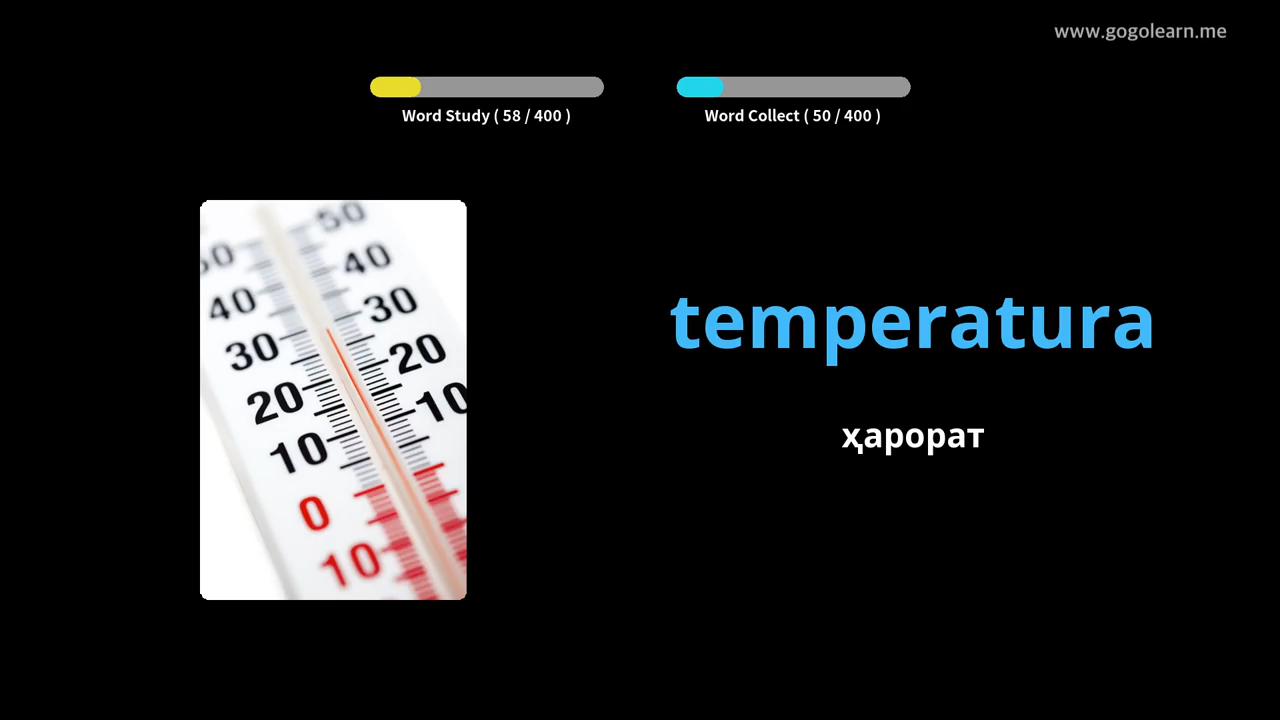 www.gogolearn.me
Word Study ( 58 / 400 )
Word Collect ( 50 / 400 )
50
40
40
30
30
20
20
10
10
0
10
temperatura
ҳарорат